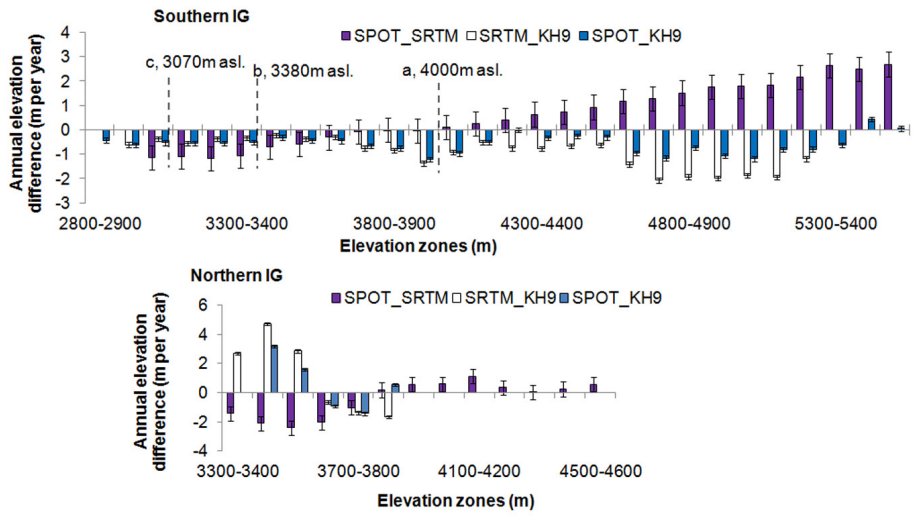 Southern IG
SPOT_SRTM SRTM_KH9 SPOT_KH9
Annual elevation difference (m per year)
4
3
2
1
0
-1
-2
-3
c, 3070m asl.
b, 3380m asl.
a, 4000m asl.
2800-2900 3300-3400 3800-3900 4300-4400 4800-4900 5300-5400
Elevation zones (m)
Northern IG
SPOT_SRTM SRTM_KH9 SPOT_KH9
Annual elevation difference (m per year)
6
4
2
0
-2
-4
3300-3400 3700-3800 4100-4200 4500-4600
Elevation zones (m)